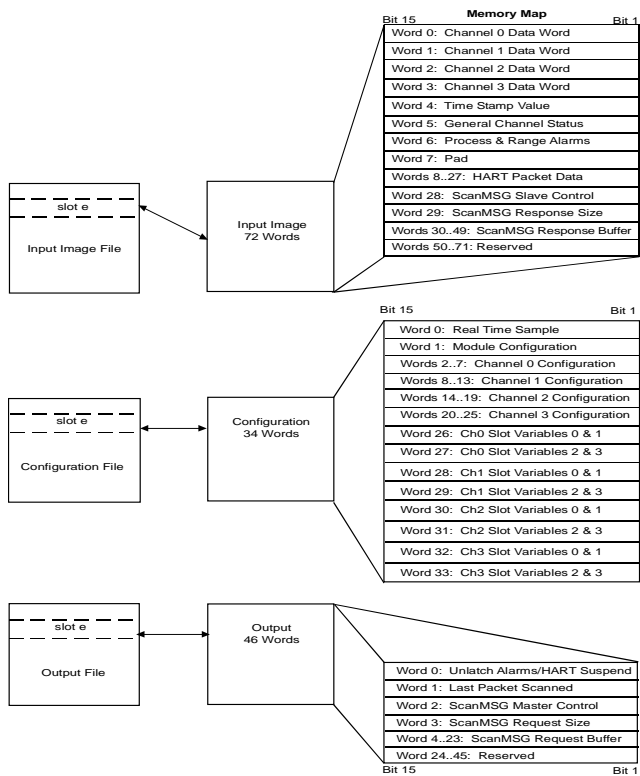 Memory Map
Bit 15
Bit 1
Word 0: Channel 0 Data Word
Word 1: Channel 1 Data Word
Word 2: Channel 2 Data Word
Word 3: Channel 3 Data Word
Word 4: Time Stamp Value
Word 5: General Channel Status
Word 6: Process & Range Alarms
Word 7: Pad
Words 8..27: HART Packet Data
Word 28: ScanMSG Slave Control
Word 29: ScanMSG Response Size
Words 30..49: ScanMSG Response Buffer
Words 50..71: Reserved
slot e
Input Image File
Input Image
72 Words
Bit 15
Bit 1
Word 0: Real Time Sample
Word 1: Module Configuration
Words 2..7: Channel 0 Configuration
Words 8..13: Channel 1 Configuration
Words 14..19: Channel 2 Configuration
Words 20..25: Channel 3 Configuration
Word 26: Ch0 Slot Variables 0 & 1
Word 27: Ch0 Slot Variables 2 & 3
Word 28: Ch1 Slot Variables 0 & 1
Word 29: Ch1 Slot Variables 2 & 3
Word 30: Ch2 Slot Variables 0 & 1
Word 31: Ch2 Slot Variables 2 & 3
Word 32: Ch3 Slot Variables 0 & 1
Word 33: Ch3 Slot Variables 2 & 3
slot e
Configuration File
Configuration
34 Words
slot e
Output File
Output
46 Words
Word 0: Unlatch Alarms/HART Suspend
Word 1: Last Packet Scanned
Word 2: ScanMSG Master Control
Word 3: ScanMSG Request Size
Word 4..23: ScanMSG Request Buffer
Word 24..45: Reserved
Bit 15
Bit 1